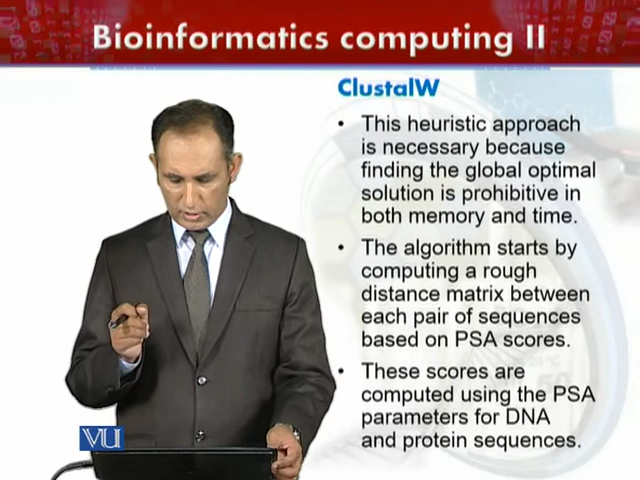 Bioinformatics computing II
ClustalW
• This heuristic approach
is necessary because
finding the global optimal
solution is prohibitive in
both memory and time.
• The algorithm starts by
computing a rough
distance matrix between
each pair of sequences
based on PSA scores.
• These scores are
computed using the PSA
parameters for DNA
and protein sequences.
VU